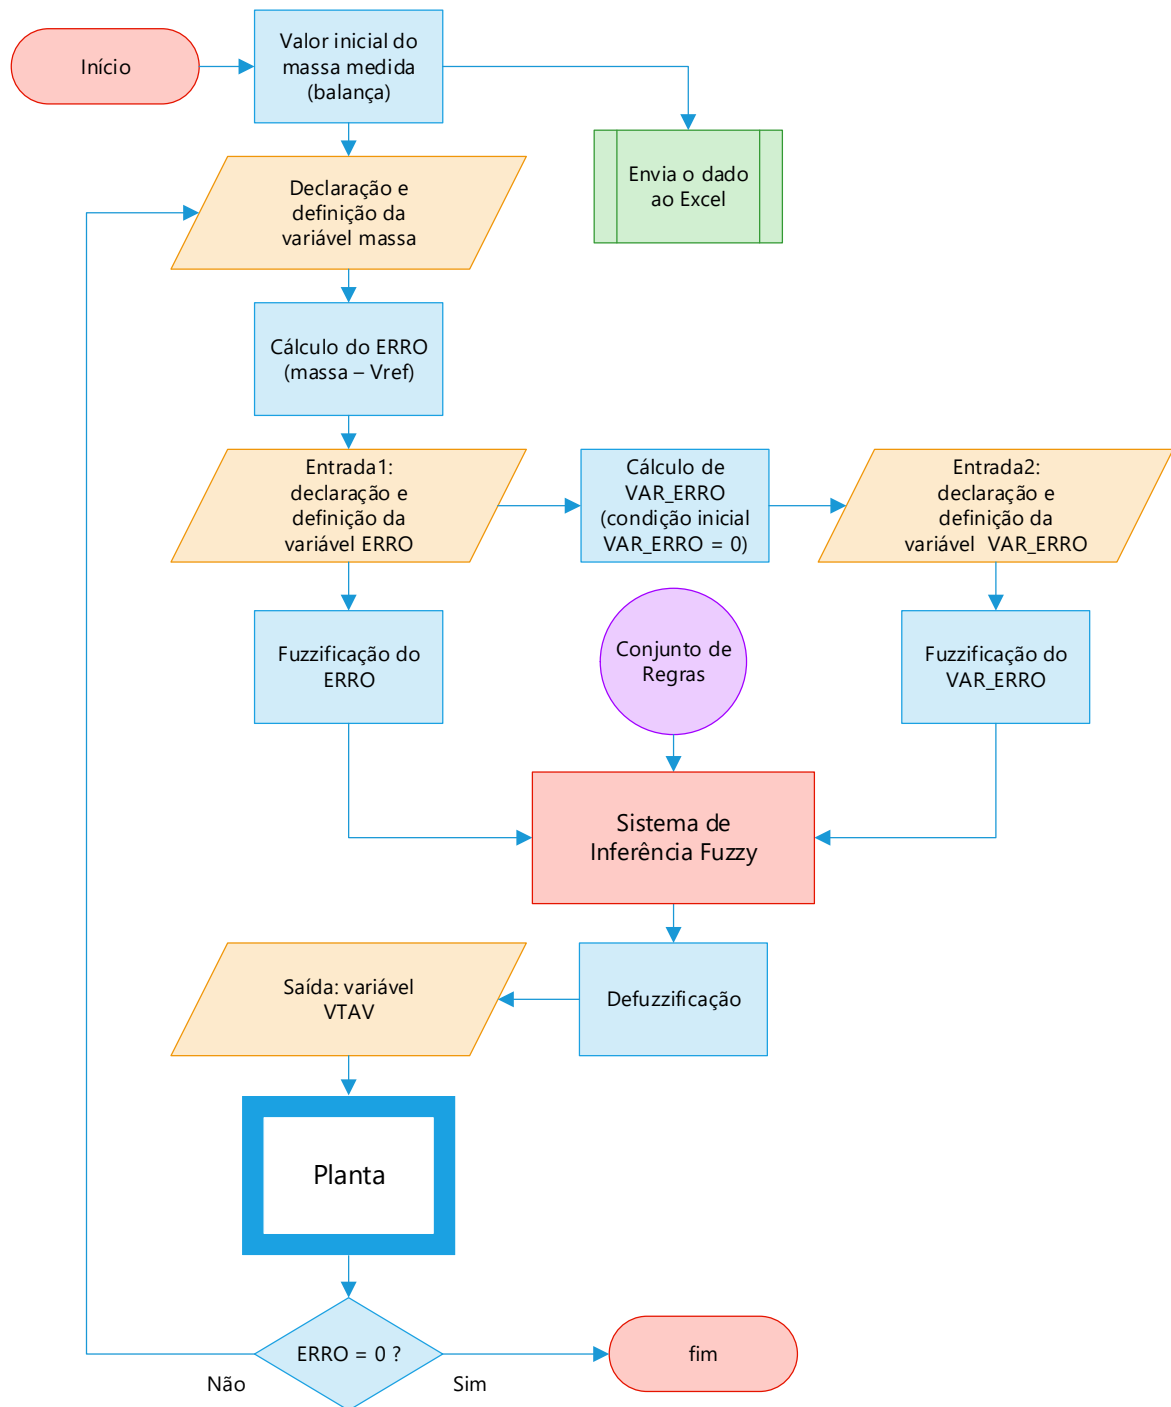 Início
Valor inicial do
massa medida
(balança)
Envia o dado
ao Excel
Declaração e
definição da
variável massa
Cálculo do ERRO
(massa – Vref)
Entrada1:
declaração e
definição da
variável ERRO
Cálculo de
VAR_ERRO
(condição inicial
VAR_ERRO = 0)
Entrada2:
declaração e
definição da
variável VAR_ERRO
Fuzzificação do
ERRO
Conjunto de
Regras
Fuzzificação do
VAR_ERRO
Sistema de
Inferência Fuzzy
Saída: variável
VTAV
Defuzzificação
Planta
ERRO = 0 ?
fim
Não
Sim